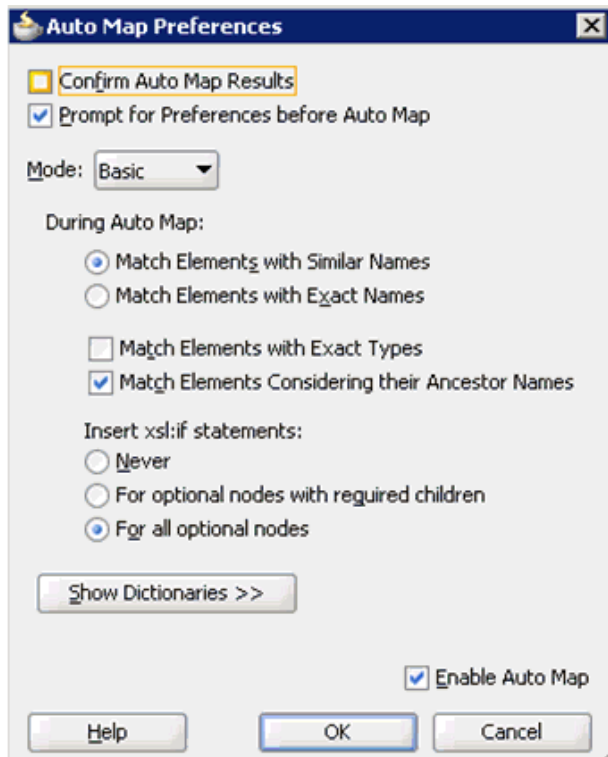 Auto Map Preferences
Confirm Auto Map Results
Prompt for Preferences before Auto Map
Mode: Basic
During Auto Map:
Match Elements with Similar Names
Match Elements with Exact Names
Match Elements with Exact Types
Match Elements Considering their Ancestor Names
Insert xsl:if statements:
Never
For optional nodes with required children
For all optional nodes
Show Dictionaries >>
Enable Auto Map
Help OK Cancel